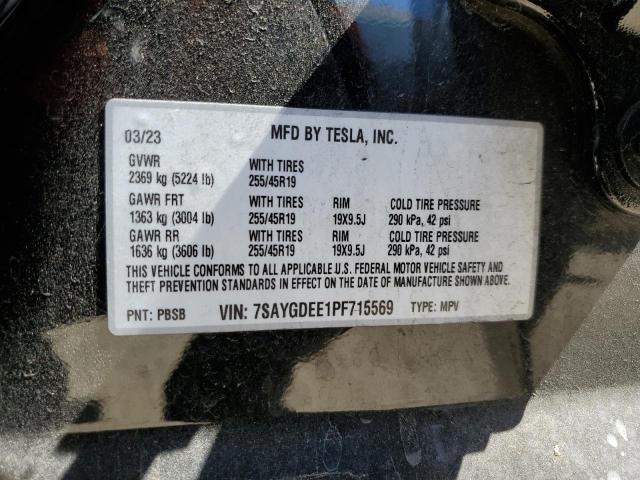 03/23 MFD BY TESLA, INC.
GVWR WITH TIRES
2369 kg (5224 lb) 255/45R19
GAWR FRT WITH TIRES RIM COLD TIRE PRESSURE
1363 kg (3004 lb) 255/45R19 19X9.5J 290 kPa, 42 psi
GAWR RR WITH TIRES RIM COLD TIRE PRESSURE
1636 kg (3606 lb) 255/45R19 19X9.5J 290 kPa, 42 psi
THIS VEHICLE CONFORMS TO ALL APPLICABLE U.S. FEDERAL MOTOR VEHICLE SAFETY AND
THEFT PREVENTION STANDARDS IN EFFECT ON THE DATE OF MANUFACTURE SHOWN ABOVE.
PNT: PBSB VIN: 7SAYGDEE1PF715569 TYPE: MPV